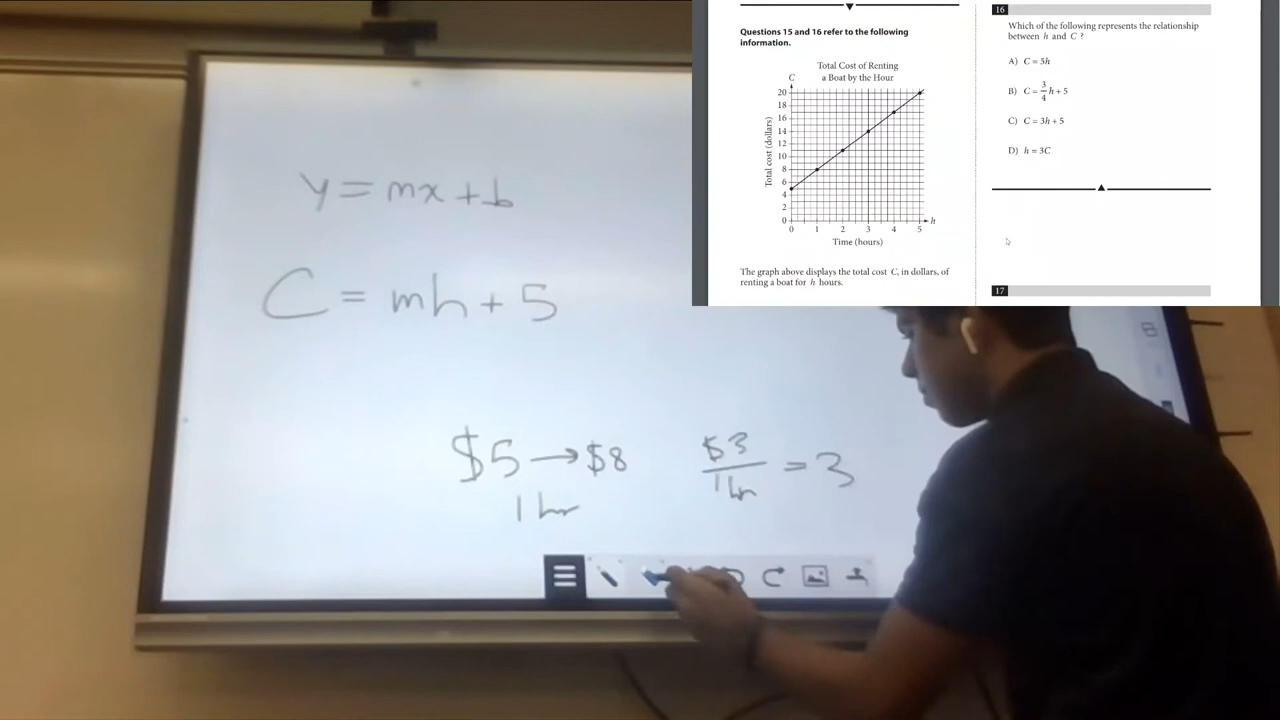 y = mx + b
C = mh + 5
$5 → $8
1 hr
$3
1 hr
= 3
Questions 15 and 16 refer to the following
information.
Total Cost of Renting
a Boat by the Hour
C
Total cost (dollars)
20
18
16
14
12
10
8
6
4
2
0
0 1 2 3 4 5
h
Time (hours)
The graph above displays the total cost C, in dollars, of
renting a boat for h hours.
16
Which of the following represents the relationship
between h and C ?
A) C = 5h
B) C = 3/4 h + 5
C) C = 3h + 5
D) h = 3C
17